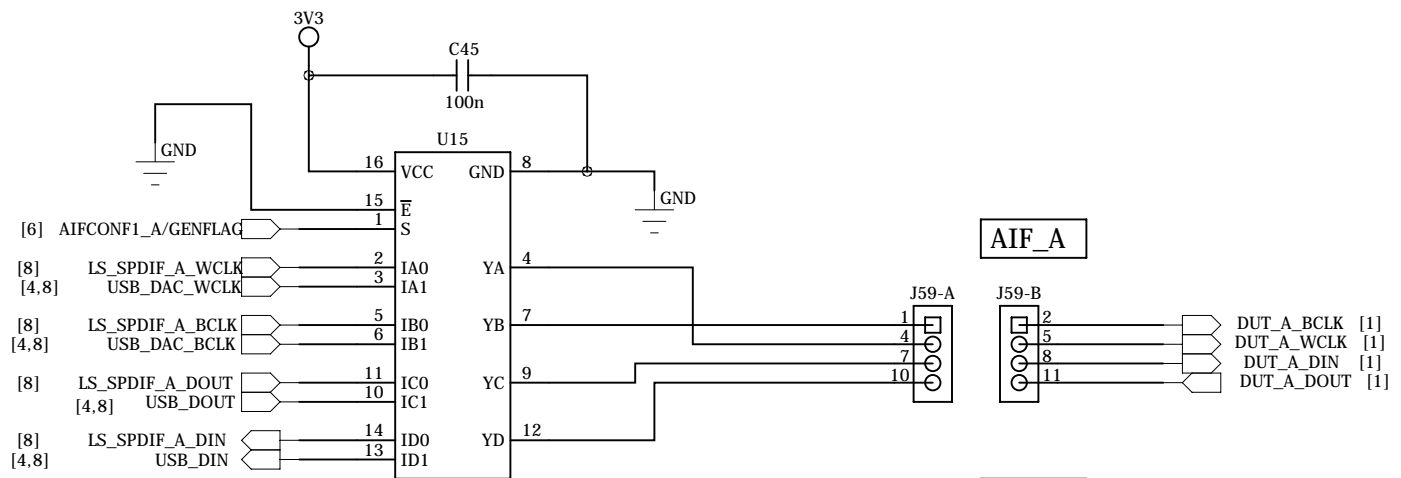 3V3
C45
100n
U15
GND
16 VCC GND 8
15 E
GND
[6] AIFCONF1_A/GENFLAG 1 S
AIF_A
[8] LS_SPDIF_A_WCLK 2 IA0 YA 4
[4,8] USB_DAC_WCLK 3 IA1
J59-A J59-B
[8] LS_SPDIF_A_BCLK 5 IB0 YB 7 1 2 DUT_A_BCLK [1]
[4,8] USB_DAC_BCLK 6 IB1 4 5 DUT_A_WCLK [1]
7 8 DUT_A_DIN [1]
[8] LS_SPDIF_A_DOUT 11 IC0 YC 9 10 11 DUT_A_DOUT [1]
[4,8] USB_DOUT 10 IC1
[8] LS_SPDIF_A_DIN 14 ID0 YD 12
[4,8] USB_DIN 13 ID1